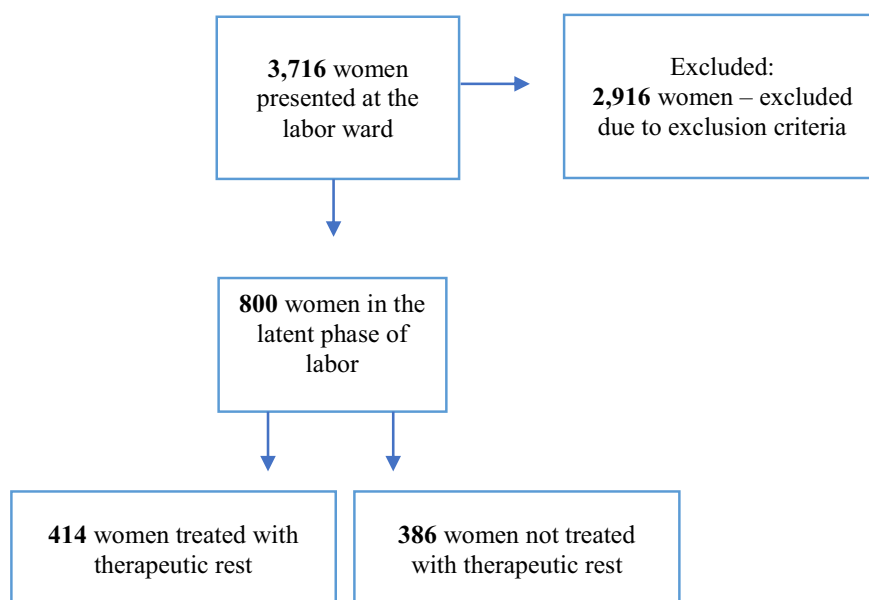 3,716 women
presented at the
labor ward
Excluded:
2,916 women – excluded
due to exclusion criteria
800 women in the
latent phase of
labor
414 women treated with
therapeutic rest
386 women not treated
with therapeutic rest